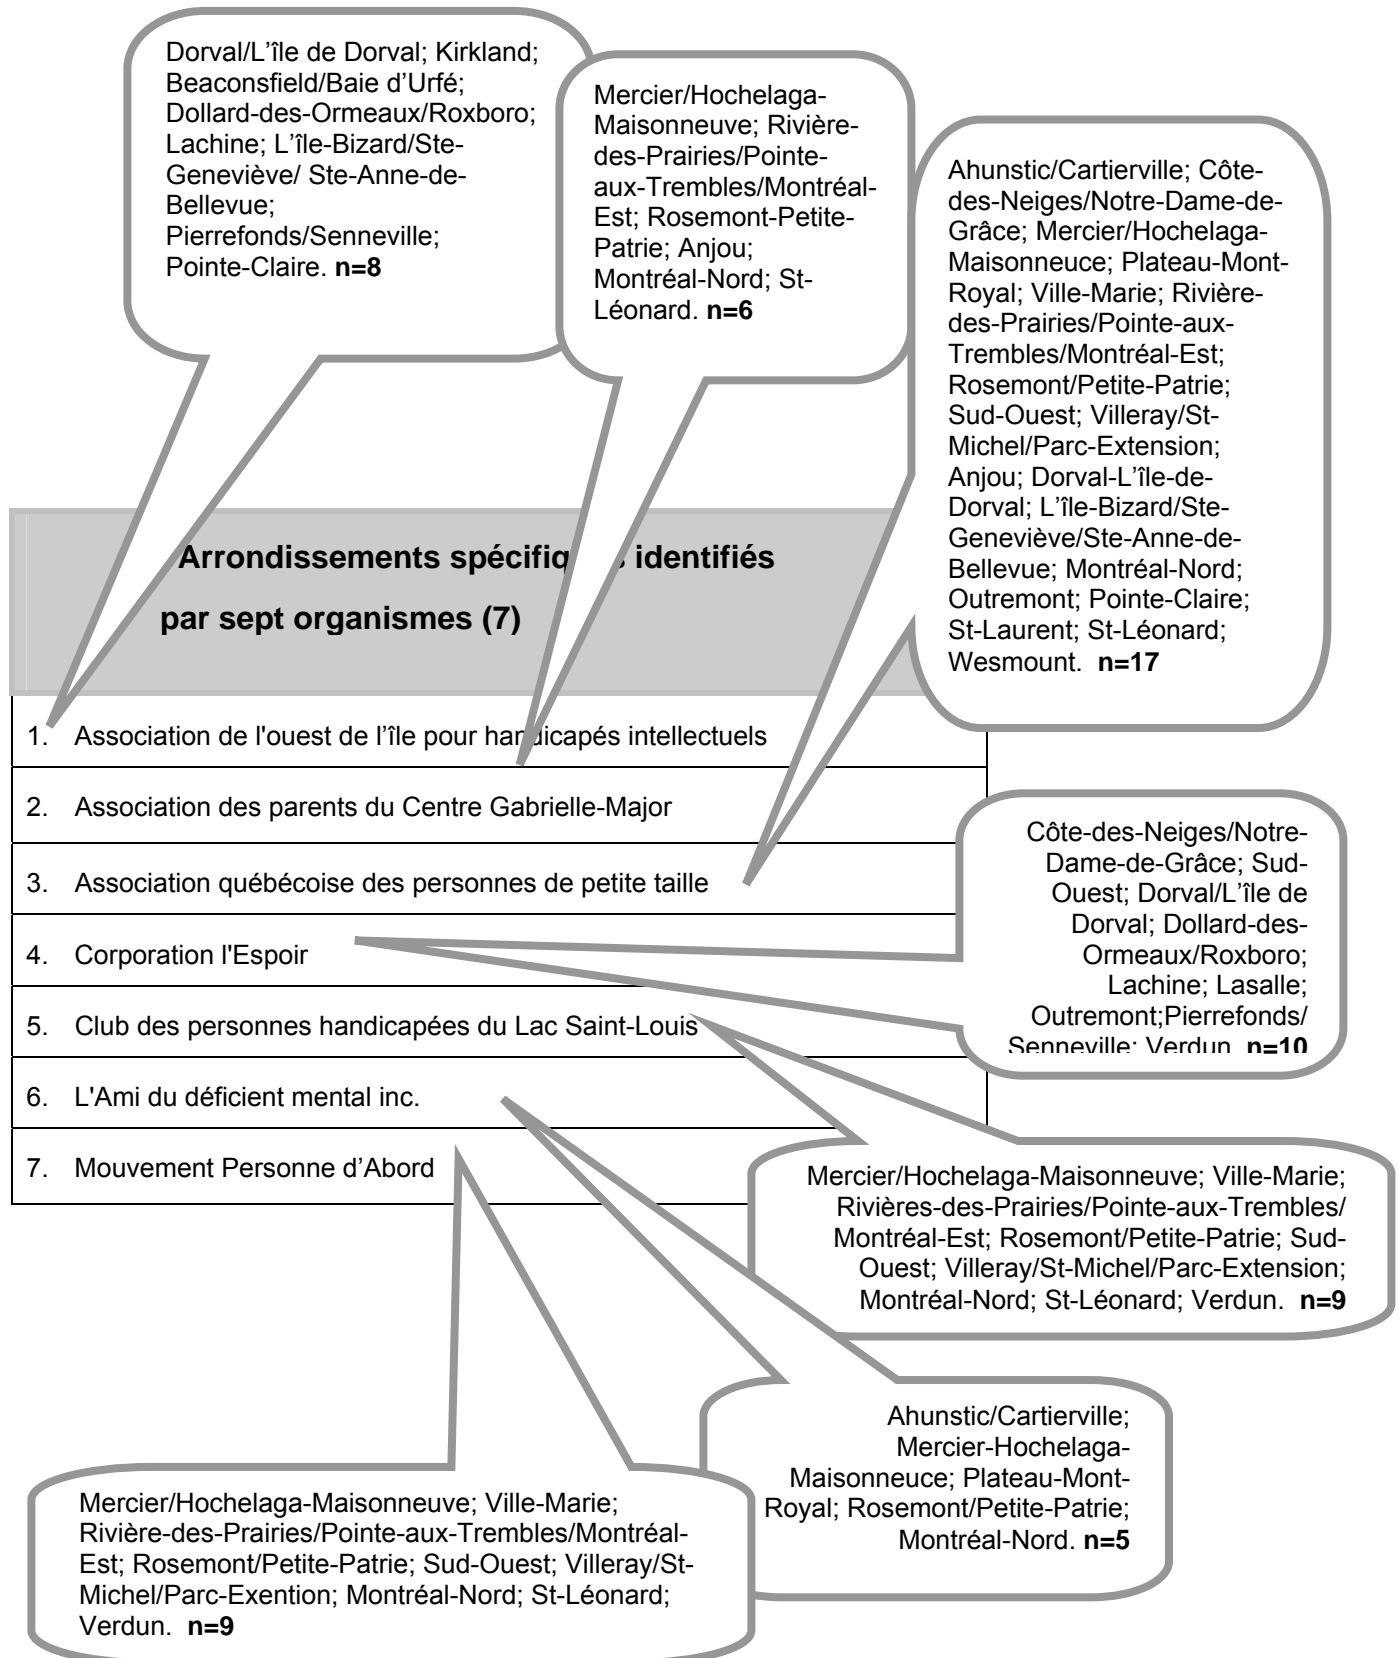 Dorval/L'île de Dorval; Kirkland;
Beaconsfield/Baie d'Urfé;
Dollard-des-Ormeaux/Roxboro;
Lachine; L'île-Bizard/Ste-
Geneviève/ Ste-Anne-de-
Bellevue;
Pierrefonds/Senneville;
Pointe-Claire. n=8
Mercier/Hochelaga-
Maisonneuve; Rivière-
des-Prairies/Pointe-
aux-Trembles/Montréal-
Est; Rosemont-Petite-
Patrie; Anjou;
Montréal-Nord; St-
Léonard. n=6
Ahunstic/Cartierville; Côte-
des-Neiges/Notre-Dame-de-
Grâce; Mercier/Hochelaga-
Maisonneuce; Plateau-Mont-
Royal; Ville-Marie; Rivière-
des-Prairies/Pointe-aux-
Trembles/Montréal-Est;
Rosemont/Petite-Patrie;
Sud-Ouest; Villeray/St-
Michel/Parc-Extension;
Anjou; Dorval-L'île-de-
Dorval; L'île-Bizard/Ste-
Geneviève/Ste-Anne-de-
Bellevue; Montréal-Nord;
Outremont; Pointe-Claire;
St-Laurent; St-Léonard;
Wesmount. n=17
Arrondissements spécifiques identifiés
par sept organismes (7)
1. Association de l'ouest de l'île pour handicapés intellectuels
2. Association des parents du Centre Gabrielle-Major
3. Association québécoise des personnes de petite taille
4. Corporation l'Espoir
5. Club des personnes handicapées du Lac Saint-Louis
6. L'Ami du déficient mental inc.
7. Mouvement Personne d'Abord
Côte-des-Neiges/Notre-
Dame-de-Grâce; Sud-
Ouest; Dorval/L'île de
Dorval; Dollard-des-
Ormeaux/Roxboro;
Lachine; Lasalle;
Outremont;Pierrefonds/
Senneville; Verdun. n=10
Mercier/Hochelaga-Maisonneuve; Ville-Marie;
Rivières-des-Prairies/Pointe-aux-Trembles/
Montréal-Est; Rosemont/Petite-Patrie; Sud-
Ouest; Villeray/St-Michel/Parc-Extension;
Montréal-Nord; St-Léonard; Verdun. n=9
Ahunstic/Cartierville;
Mercier-Hochelaga-
Maisonneuce; Plateau-Mont-
Royal; Rosemont/Petite-Patrie;
Montréal-Nord. n=5
Mercier/Hochelaga-Maisonneuve; Ville-Marie;
Rivière-des-Prairies/Pointe-aux-Trembles/Montréal-
Est; Rosemont/Petite-Patrie; Sud-Ouest; Villeray/St-
Michel/Parc-Exention; Montréal-Nord; St-Léonard;
Verdun. n=9